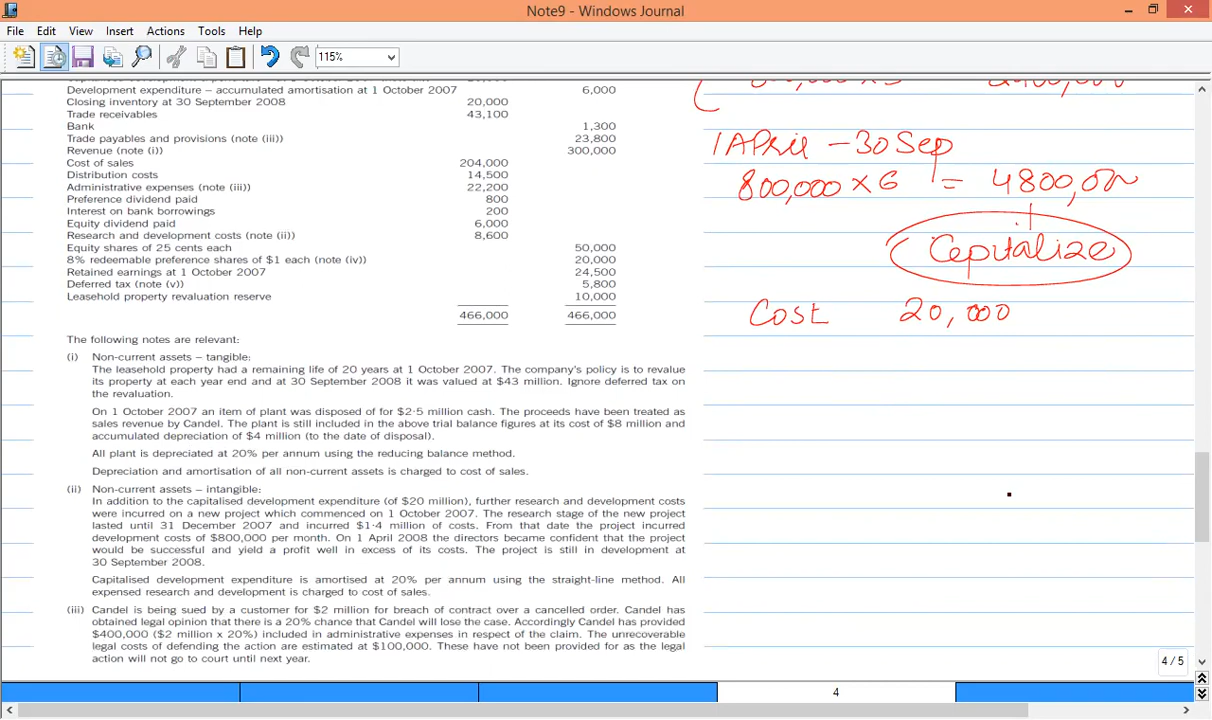 Note9 - Windows Journal
File Edit View Insert Actions Tools Help
115%
Development expenditure – accumulated amortisation at 1 October 2007 6,000
Closing inventory at 30 September 2008 20,000
Trade receivables 43,100
Bank 1,300
Trade payables and provisions (note (iii)) 23,800
Revenue (note (i)) 300,000
Cost of sales 204,000
Distribution costs 14,500
Administrative expenses (note (iii)) 22,200
Preference dividend paid 800
Interest on bank borrowings 200
Equity dividend paid 6,000
Research and development costs (note (ii)) 8,600
Equity shares of 25 cents each 50,000
8% redeemable preference shares of $1 each (note (iv)) 20,000
Retained earnings at 1 October 2007 24,500
Deferred tax (note (v)) 5,800
Leasehold property revaluation reserve 10,000
466,000 466,000
The following notes are relevant:
(i) Non-current assets – tangible:
The leasehold property had a remaining life of 20 years at 1 October 2007. The company's policy is to revalue
its property at each year end and at 30 September 2008 it was valued at $43 million. Ignore deferred tax on
the revaluation.
On 1 October 2007 an item of plant was disposed of for $2·5 million cash. The proceeds have been treated as
sales revenue by Candel. The plant is still included in the above trial balance figures at its cost of $8 million and
accumulated depreciation of $4 million (to the date of disposal).
All plant is depreciated at 20% per annum using the reducing balance method.
Depreciation and amortisation of all non-current assets is charged to cost of sales.
(ii) Non-current assets – intangible:
In addition to the capitalised development expenditure (of $20 million), further research and development costs
were incurred on a new project which commenced on 1 October 2007. The research stage of the new project
lasted until 31 December 2007 and incurred $1·4 million of costs. From that date the project incurred
development costs of $800,000 per month. On 1 April 2008 the directors became confident that the project
would be successful and yield a profit well in excess of its costs. The project is still in development at
30 September 2008.
Capitalised development expenditure is amortised at 20% per annum using the straight-line method. All
expensed research and development is charged to cost of sales.
(iii) Candel is being sued by a customer for $2 million for breach of contract over a cancelled order. Candel has
obtained legal opinion that there is a 20% chance that Candel will lose the case. Accordingly Candel has provided
$400,000 ($2 million x 20%) included in administrative expenses in respect of the claim. The unrecoverable
legal costs of defending the action are estimated at $100,000. These have not been provided for as the legal
action will not go to court until next year.
1 April - 30 Sep
800,000 × 6 = 4800,000
Capitalize
Cost 20,000
4 / 5
4